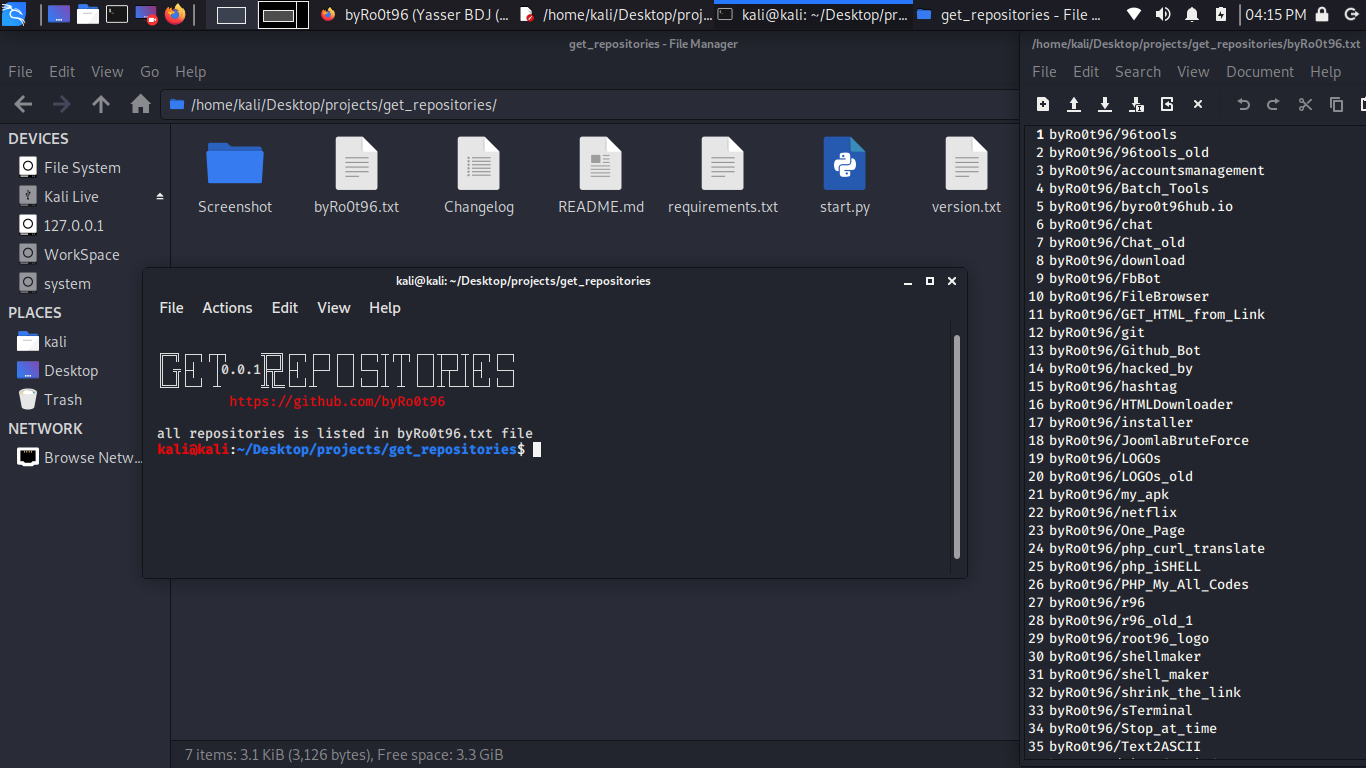 byRo0t96 (Yasser BDJ (...
/home/kali/Desktop/proj...
kali@kali: ~/Desktop/pr...
get_repositories - File ...
04:15 PM
get_repositories - File Manager
File Edit View Go Help
/home/kali/Desktop/projects/get_repositories/
DEVICES
File System
Kali Live
127.0.0.1
WorkSpace
system
PLACES
kali
Desktop
Trash
NETWORK
Browse Netw...
Screenshot
byRo0t96.txt
Changelog
README.md
requirements.txt
start.py
version.txt
7 items: 3.1 KiB (3,126 bytes), Free space: 3.3 GiB
kali@kali: ~/Desktop/projects/get_repositories
File Actions Edit View Help
GET 0.0.1 REPOSITORIES
https://github.com/byRo0t96
all repositories is listed in byRo0t96.txt file
kali@kali:~/Desktop/projects/get_repositories$
/home/kali/Desktop/projects/get_repositories/byRo0t96.txt
File Edit Search View Document Help
1 byRo0t96/96tools
2 byRo0t96/96tools_old
3 byRo0t96/accountsmanagement
4 byRo0t96/Batch_Tools
5 byRo0t96/byro0t96hub.io
6 byRo0t96/chat
7 byRo0t96/Chat_old
8 byRo0t96/download
9 byRo0t96/FbBot
10 byRo0t96/FileBrowser
11 byRo0t96/GET_HTML_from_Link
12 byRo0t96/git
13 byRo0t96/Github_Bot
14 byRo0t96/hacked_by
15 byRo0t96/hashtag
16 byRo0t96/HTMLDownloader
17 byRo0t96/installer
18 byRo0t96/JoomlaBruteForce
19 byRo0t96/LOGOs
20 byRo0t96/LOGOs_old
21 byRo0t96/my_apk
22 byRo0t96/netflix
23 byRo0t96/One_Page
24 byRo0t96/php_curl_translate
25 byRo0t96/php_iSHELL
26 byRo0t96/PHP_My_All_Codes
27 byRo0t96/r96
28 byRo0t96/r96_old_1
29 byRo0t96/root96_logo
30 byRo0t96/shellmaker
31 byRo0t96/shell_maker
32 byRo0t96/shrink_the_link
33 byRo0t96/sTerminal
34 byRo0t96/Stop_at_time
35 byRo0t96/Text2ASCII